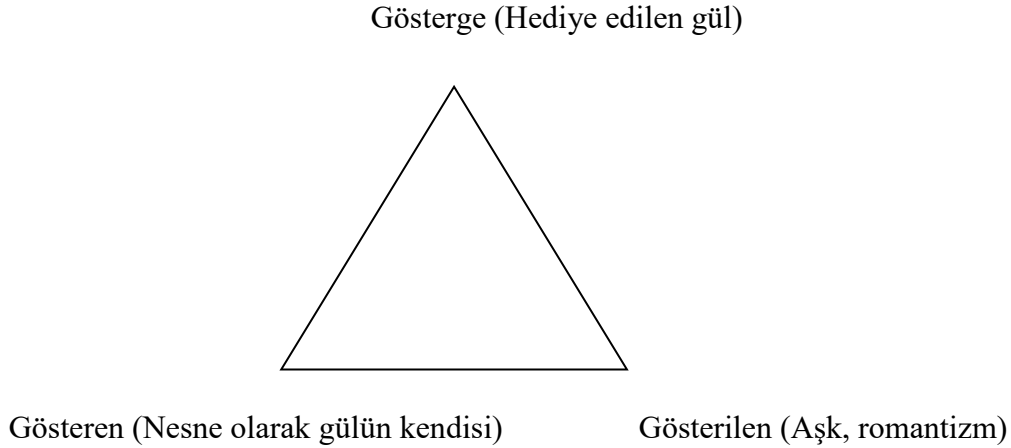 Gösterge (Hediye edilen gül)
Gösteren (Nesne olarak gülün kendisi) Gösterilen (Aşk, romantizm)